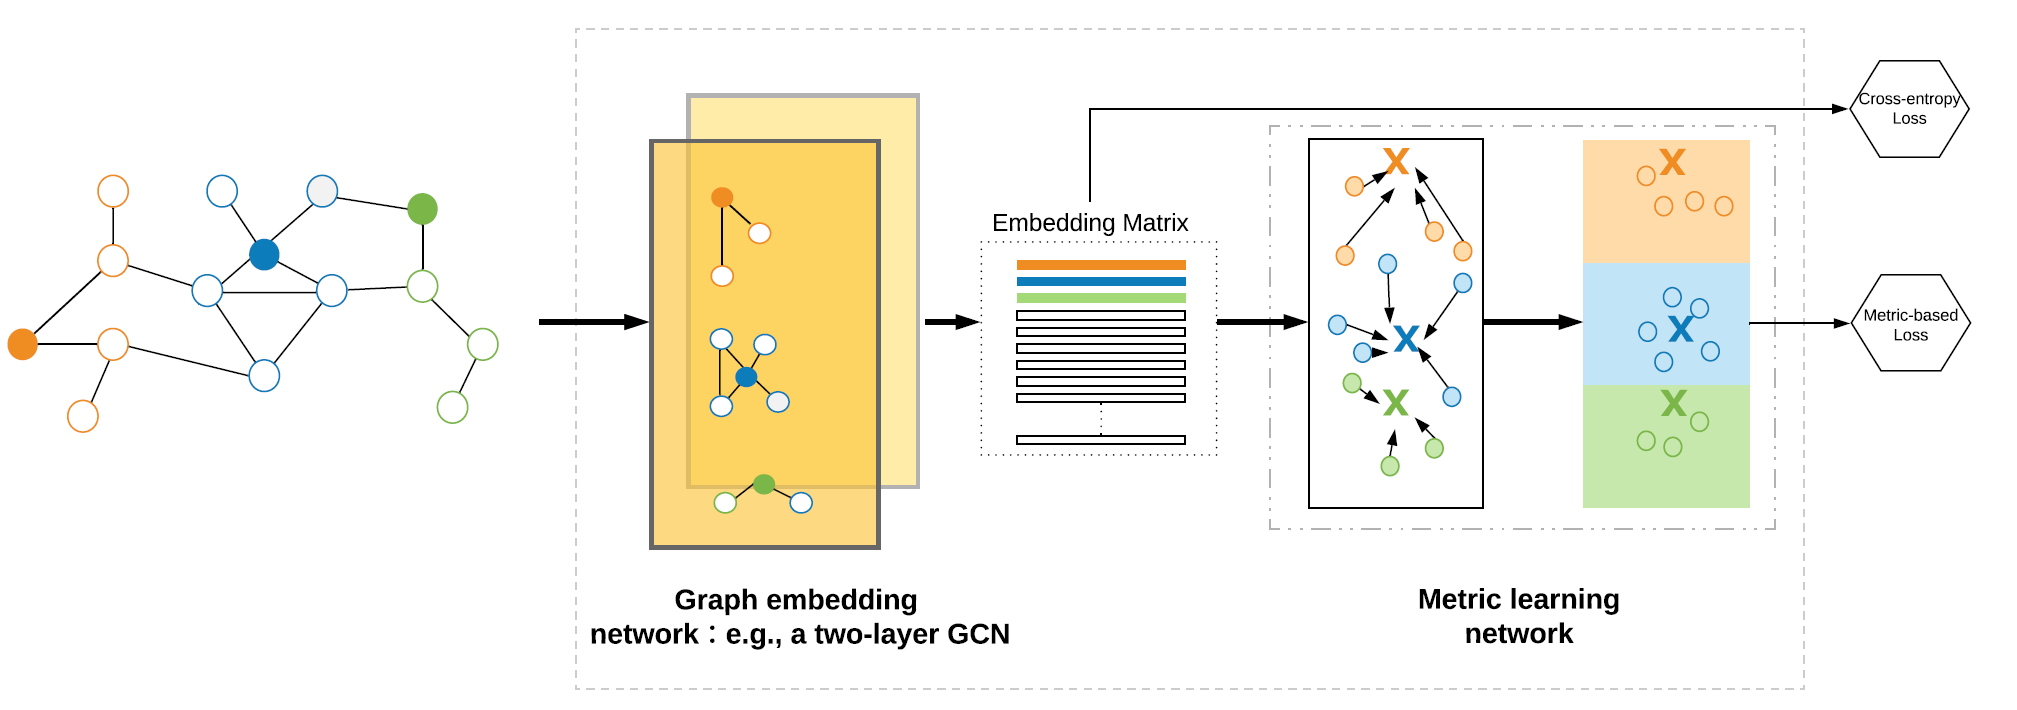 Cross-entropy
Loss
Embedding Matrix
X
X
X
X
X
X
Metric-based
Loss
Graph embedding
network：e.g., a two-layer GCN
Metric learning
network